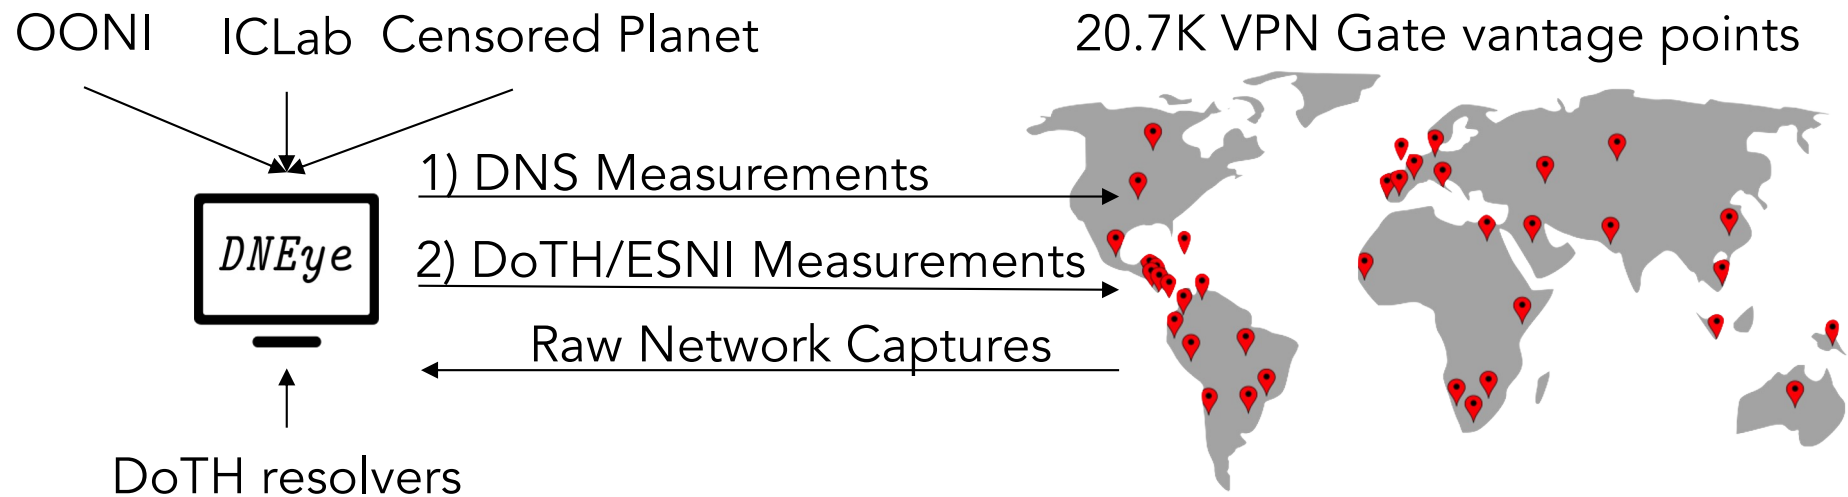 OONI
ICLab
Censored Planet
20.7K VPN Gate vantage points
1) DNS Measurements
DNEye
2) DoTH/ESNI Measurements
Raw Network Captures
DoTH resolvers